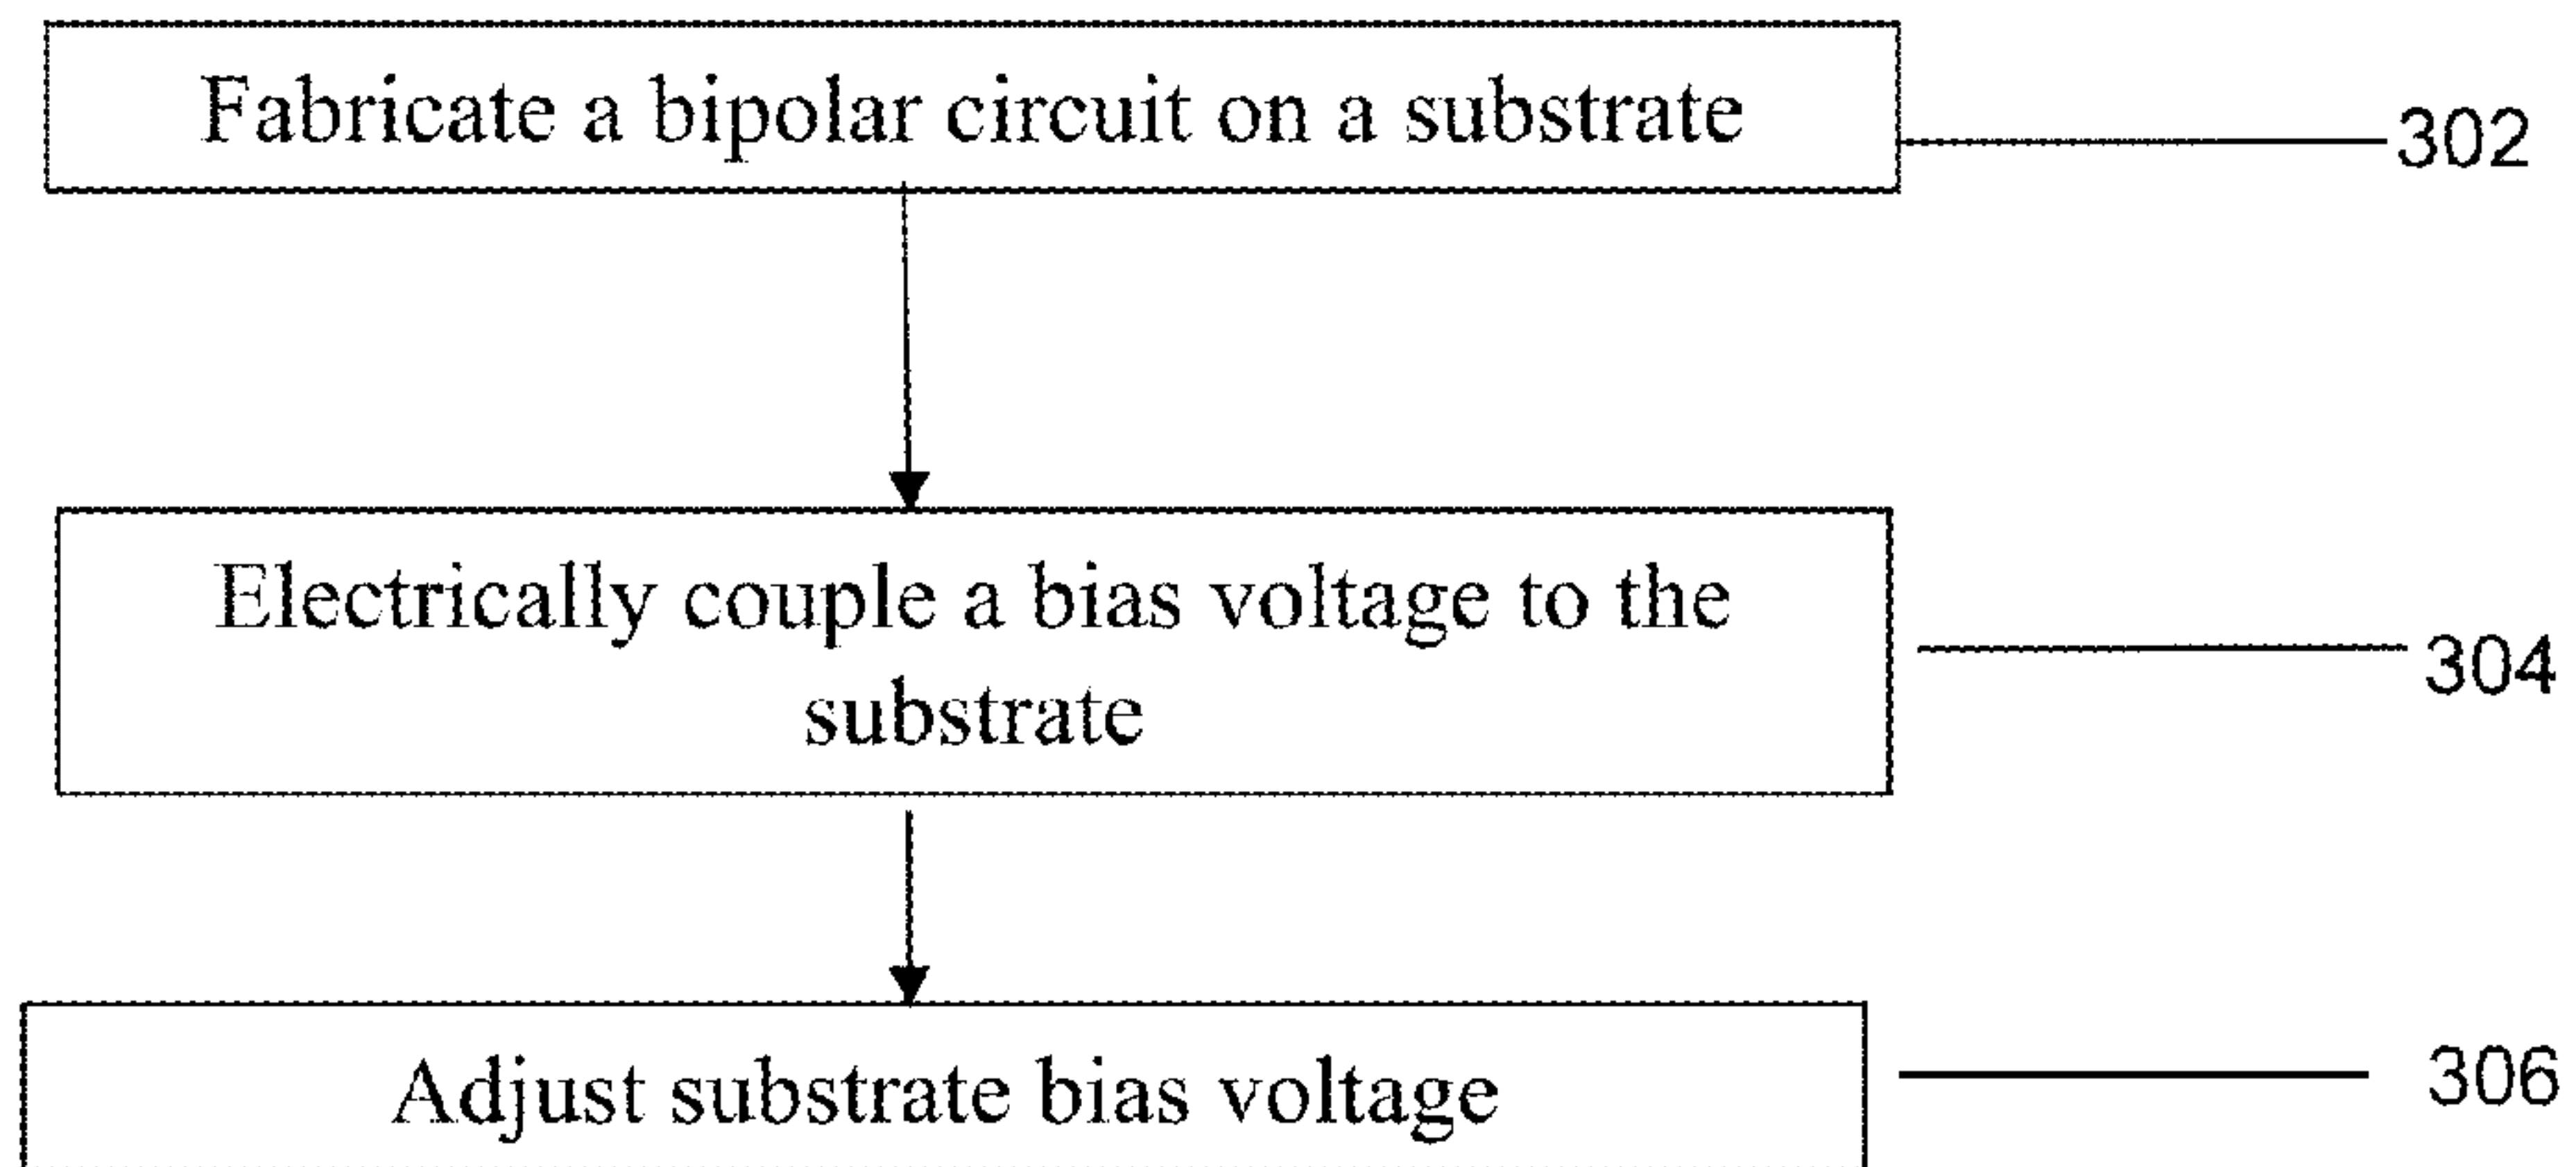 Fabricate a bipolar circuit on a substrate
302
Electrically couple a bias voltage to the
substrate
304
Adjust substrate bias voltage
306